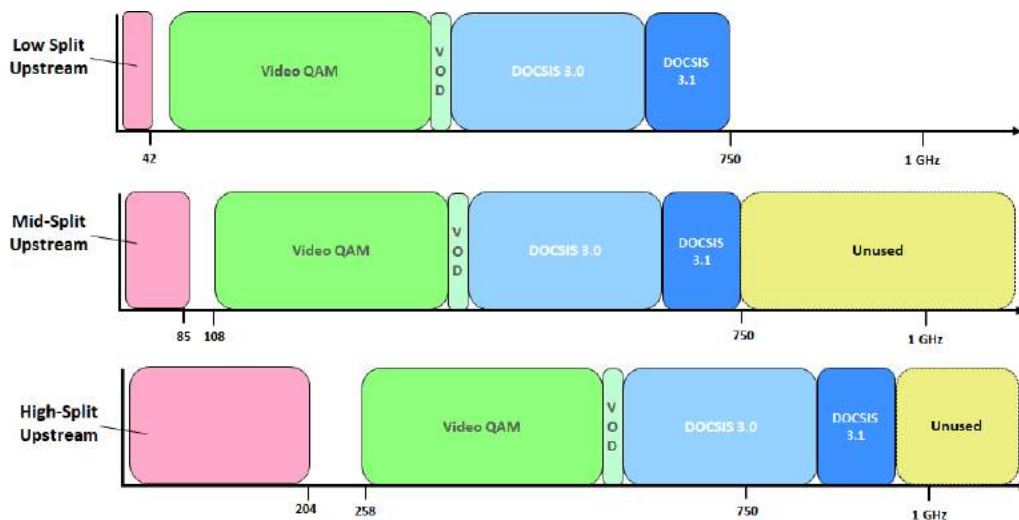 Low Split
Upstream
Video QAM
V
O
D
DOCSIS 3.0
DOCSIS
3.1
42
750
1 GHz
Mid-Split
Upstream
Video QAM
V
O
D
DOCSIS 3.0
DOCSIS
3.1
Unused
85
108
750
1 GHz
High-Split
Upstream
Video QAM
V
O
D
DOCSIS 3.0
DOCSIS
3.1
Unused
204
258
750
1 GHz